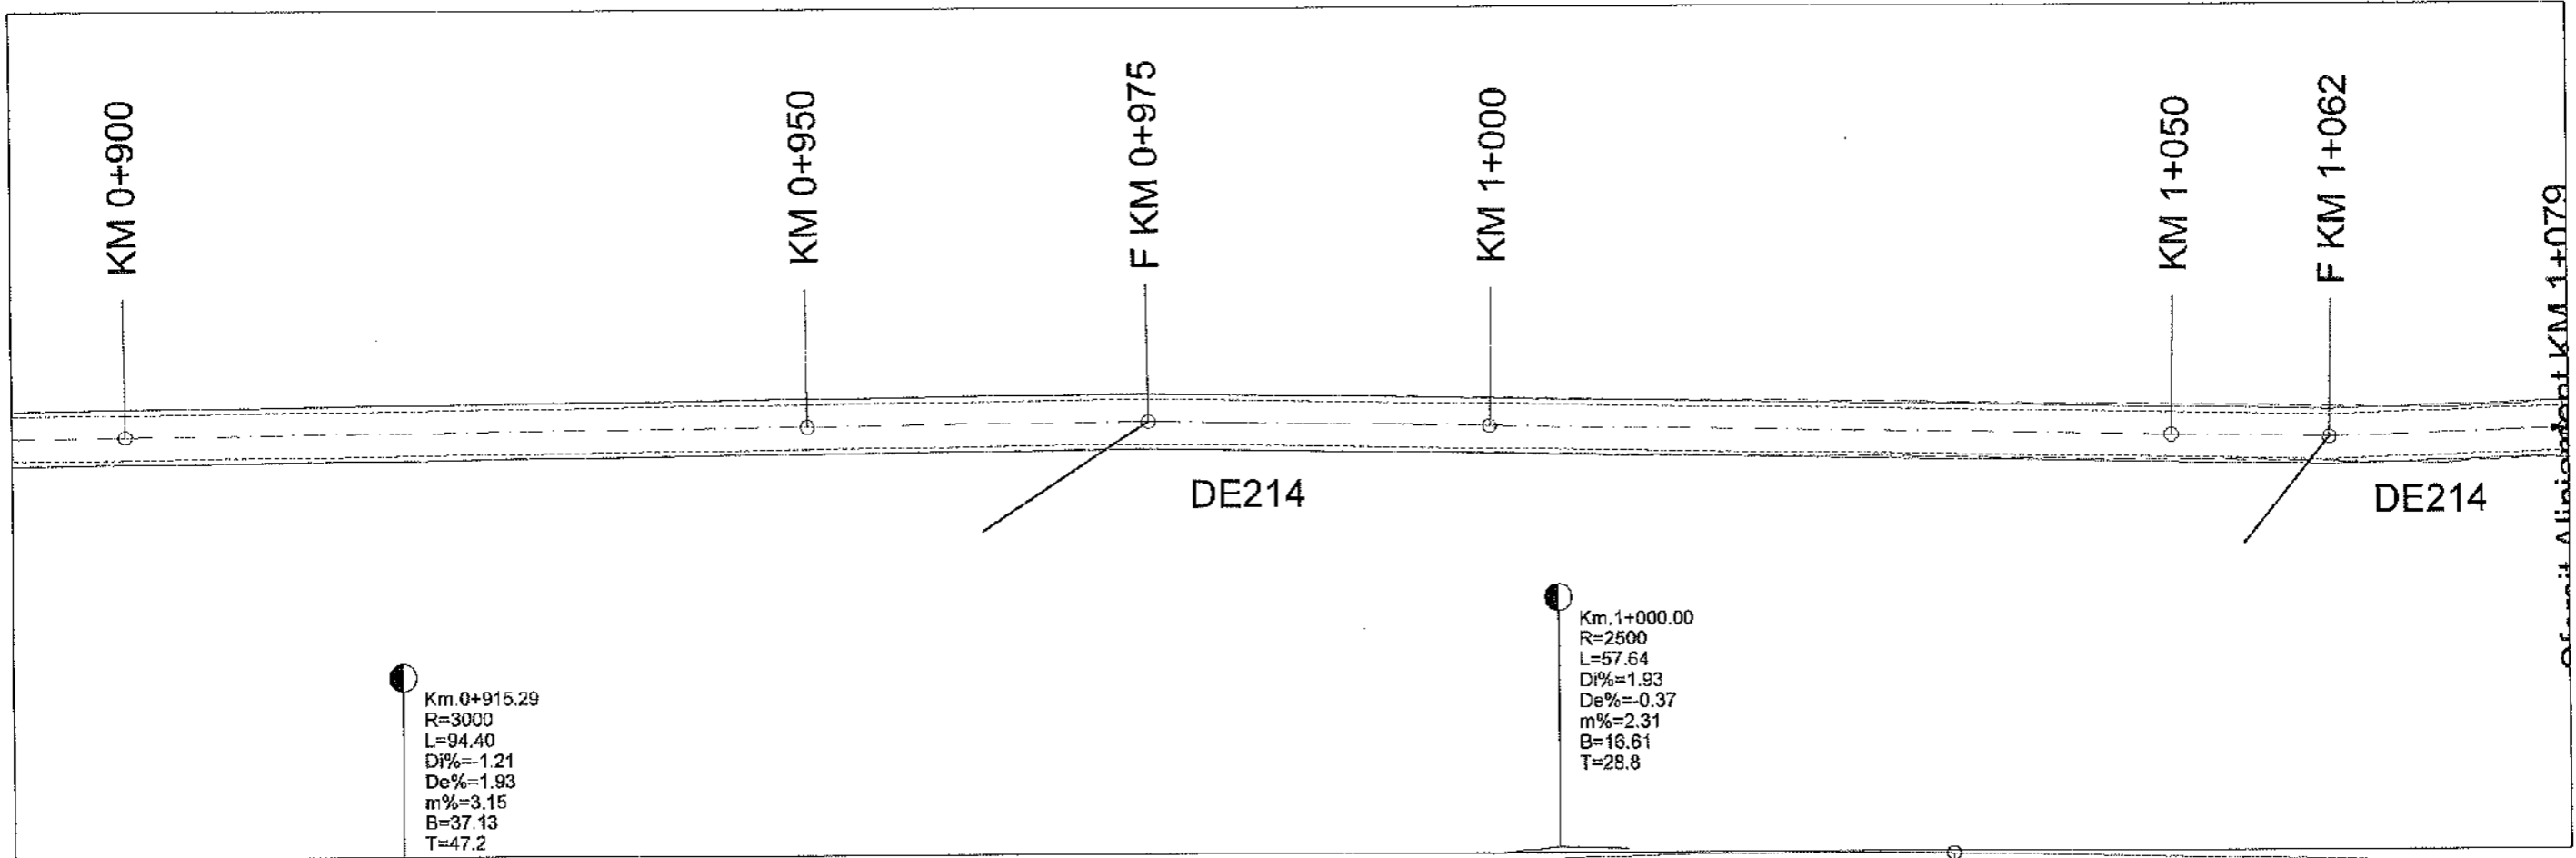 KM 0+900
KM 0+950
F KM 0+975
KM 1+000
KM 1+050
F KM 1+062
KM 1+079
DE214
DE214
Km.0+915.29
R=3000
L=94.40
Di%=-1.21
De%=1.93
m%=3.15
B=37.13
T=47.2
Km.1+000.00
R=2500
L=57.64
Di%=1.93
De%=-0.37
m%=2.31
B=16.61
T=28.8